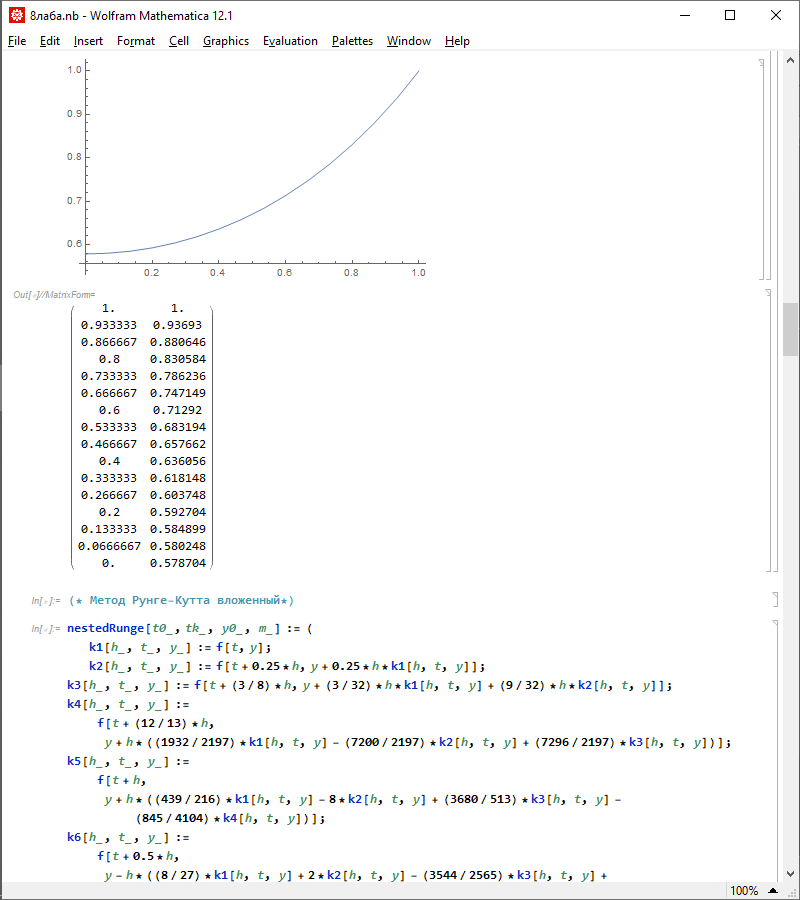 8лаба.nb - Wolfram Mathematica 12.1
File Edit Insert Format Cell Graphics Evaluation Palettes Window Help
1.0
0.9
0.8
0.7
0.6
0.2 0.4 0.6 0.8 1.0
Out[◦]//MatrixForm=
1. 1.
0.933333 0.93693
0.866667 0.880646
0.8 0.830584
0.733333 0.786236
0.666667 0.747149
0.6 0.71292
0.533333 0.683194
0.466667 0.657662
0.4 0.636056
0.333333 0.618148
0.266667 0.603748
0.2 0.592704
0.133333 0.584899
0.0666667 0.580248
0. 0.578704
In[◦]:= (* Метод Рунге-Кутта вложенный*)
In[◦]:= nestedRunge[t0_, tk_, y0_, m_] := (
k1[h_, t_, y_] := f[t, y];
k2[h_, t_, y_] := f[t + 0.25 * h, y + 0.25 * h * k1[h, t, y]];
k3[h_, t_, y_] := f[t + (3 / 8) * h, y + (3 / 32) * h * k1[h, t, y] + (9 / 32) * h * k2[h, t, y]];
k4[h_, t_, y_] :=
f[t + (12 / 13) * h,
y + h * ((1932 / 2197) * k1[h, t, y] - (7200 / 2197) * k2[h, t, y] + (7296 / 2197) * k3[h, t, y])];
k5[h_, t_, y_] :=
f[t + h,
y + h * ((439 / 216) * k1[h, t, y] - 8 * k2[h, t, y] + (3680 / 513) * k3[h, t, y] -
(845 / 4104) * k4[h, t, y])];
k6[h_, t_, y_] :=
f[t + 0.5 * h,
y - h * ((8 / 27) * k1[h, t, y] + 2 * k2[h, t, y] - (3544 / 2565) * k3[h, t, y] +
100%